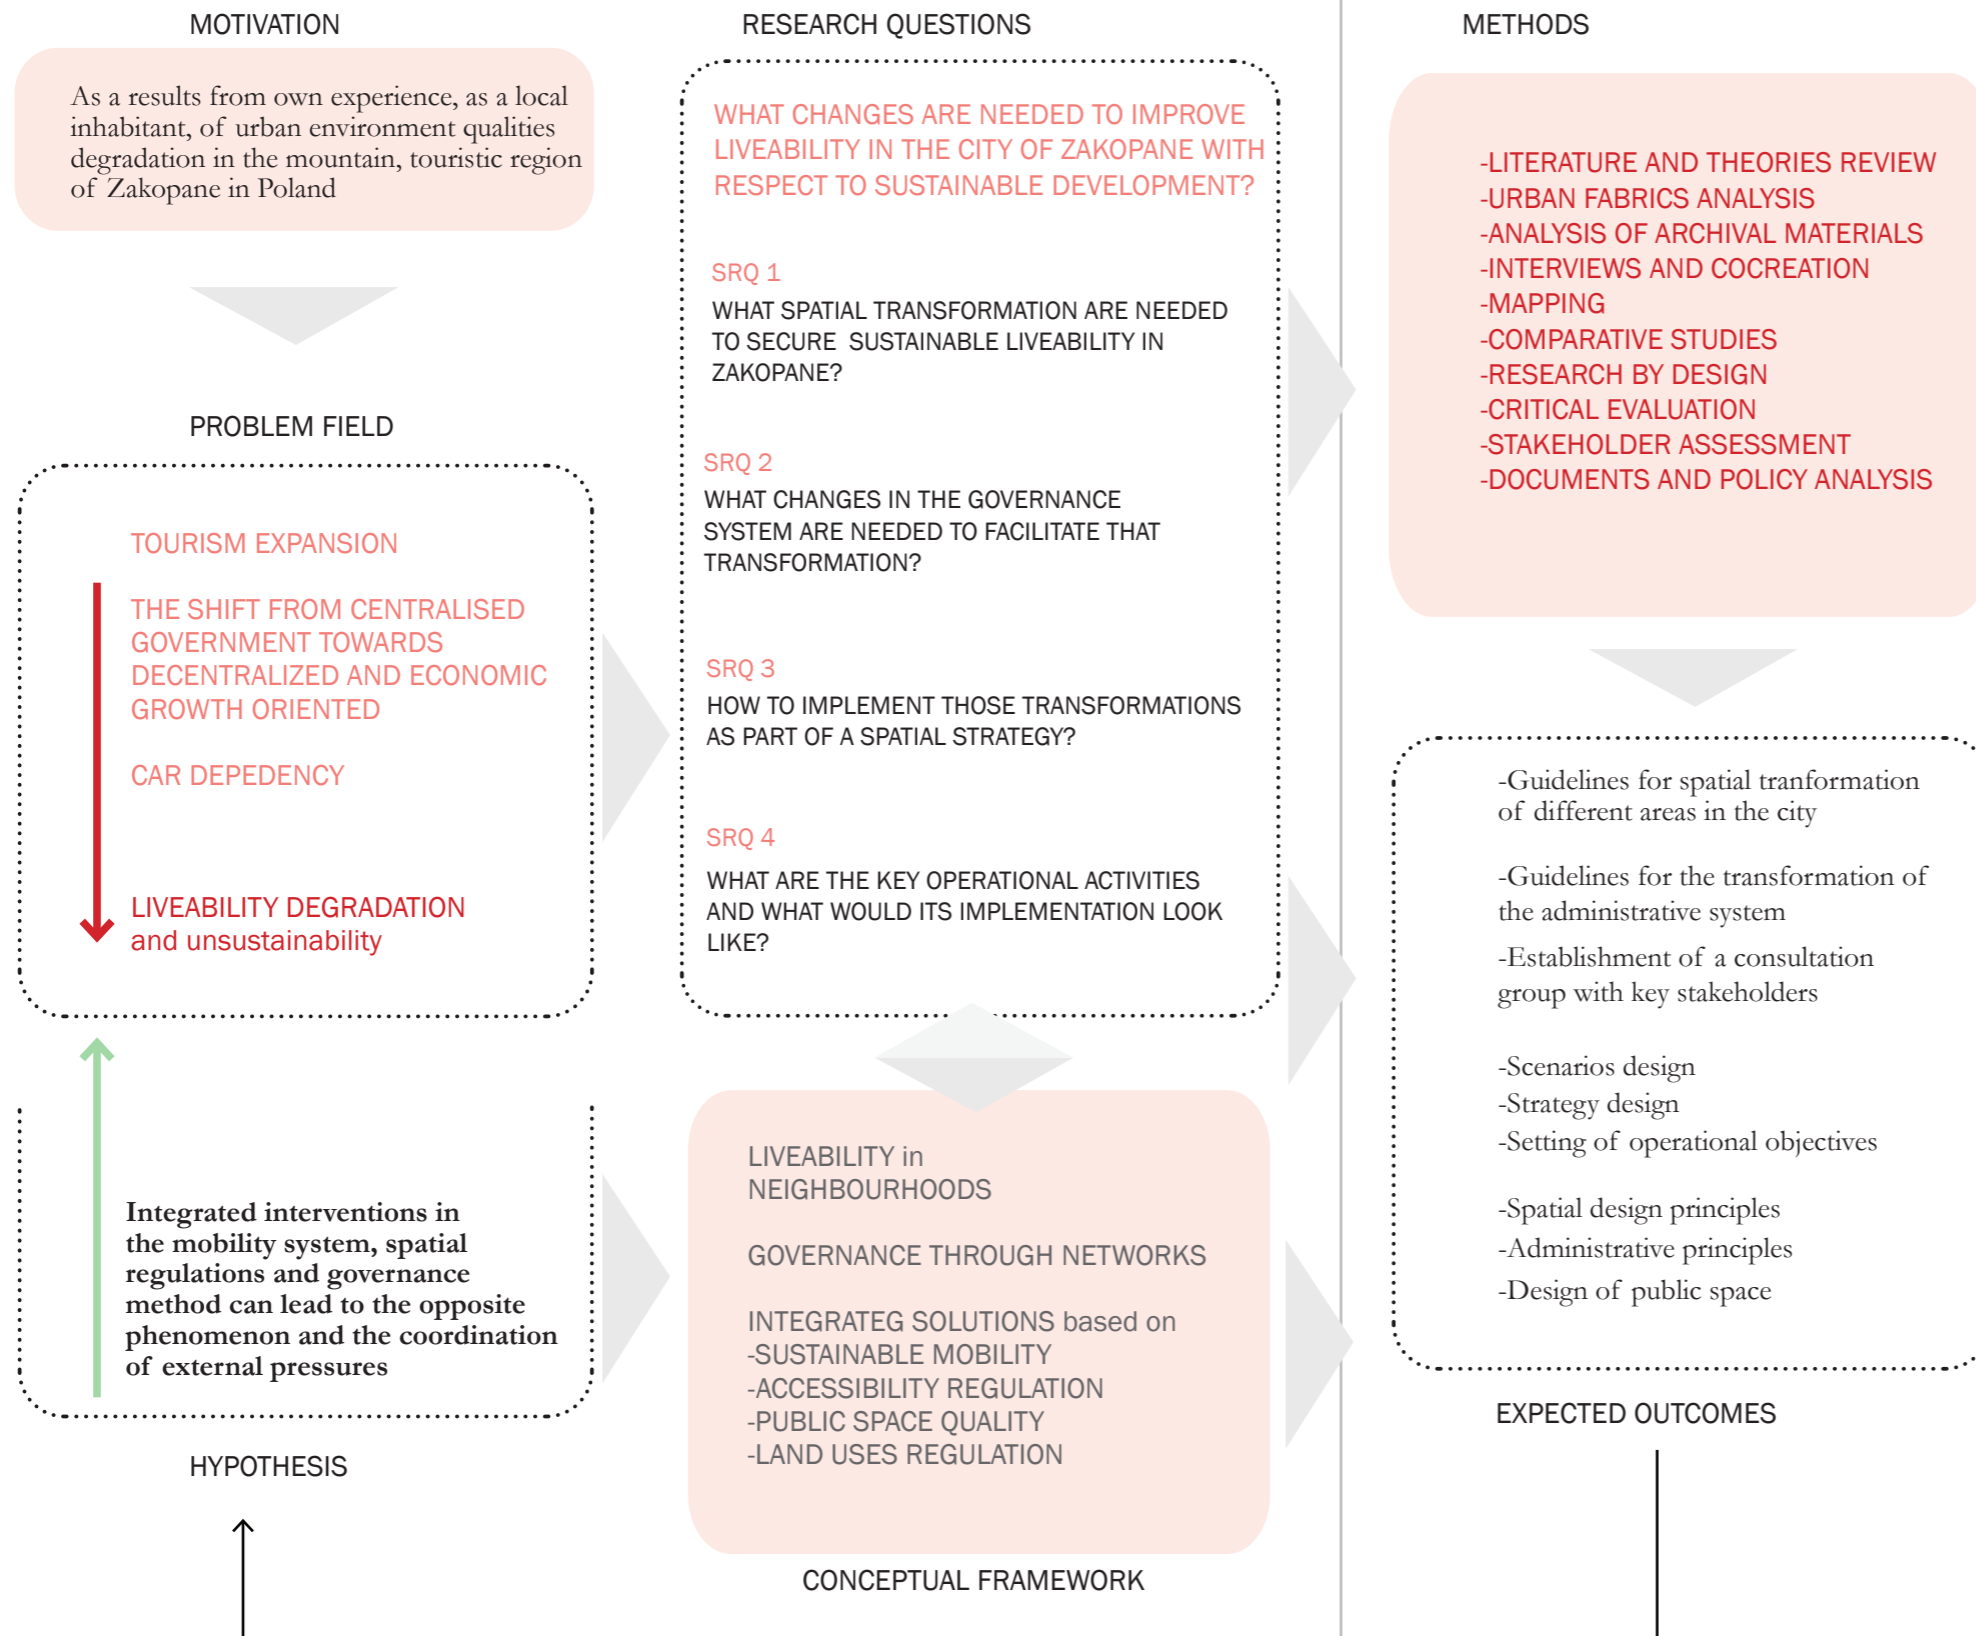 MOTIVATION
As a results from own experience, as a local
inhabitant, of urban environment qualities
degradation in the mountain, touristic region
of Zakopane in Poland
PROBLEM FIELD
TOURISM EXPANSION
THE SHIFT FROM CENTRALISED
GOVERNMENT TOWARDS
DECENTRALIZED AND ECONOMIC
GROWTH ORIENTED
CAR DEPEDENCY
LIVEABILITY DEGRADATION
and unsustainability
Integrated interventions in
the mobility system, spatial
regulations and governance
method can lead to the opposite
phenomenon and the coordination
of external pressures
HYPOTHESIS
RESEARCH QUESTIONS
WHAT CHANGES ARE NEEDED TO IMPROVE
LIVEABILITY IN THE CITY OF ZAKOPANE WITH
RESPECT TO SUSTAINABLE DEVELOPMENT?
SRQ 1
WHAT SPATIAL TRANSFORMATION ARE NEEDED
TO SECURE SUSTAINABLE LIVEABILITY IN
ZAKOPANE?
SRQ 2
WHAT CHANGES IN THE GOVERNANCE
SYSTEM ARE NEEDED TO FACILITATE THAT
TRANSFORMATION?
SRQ 3
HOW TO IMPLEMENT THOSE TRANSFORMATIONS
AS PART OF A SPATIAL STRATEGY?
SRQ 4
WHAT ARE THE KEY OPERATIONAL ACTIVITIES
AND WHAT WOULD ITS IMPLEMENTATION LOOK
LIKE?
LIVEABILITY in
NEIGHBOURHOODS
GOVERNANCE THROUGH NETWORKS
INTEGRATEG SOLUTIONS based on
-SUSTAINABLE MOBILITY
-ACCESSIBILITY REGULATION
-PUBLIC SPACE QUALITY
-LAND USES REGULATION
CONCEPTUAL FRAMEWORK
METHODS
-LITERATURE AND THEORIES REVIEW
-URBAN FABRICS ANALYSIS
-ANALYSIS OF ARCHIVAL MATERIALS
-INTERVIEWS AND COCREATION
-MAPPING
-COMPARATIVE STUDIES
-RESEARCH BY DESIGN
-CRITICAL EVALUATION
-STAKEHOLDER ASSESSMENT
-DOCUMENTS AND POLICY ANALYSIS
-Guidelines for spatial tranformation
of different areas in the city
-Guidelines for the transformation of
the administrative system
-Establishment of a consultation
group with key stakeholders
-Scenarios design
-Strategy design
-Setting of operational objectives
-Spatial design principles
-Administrative principles
-Design of public space
EXPECTED OUTCOMES